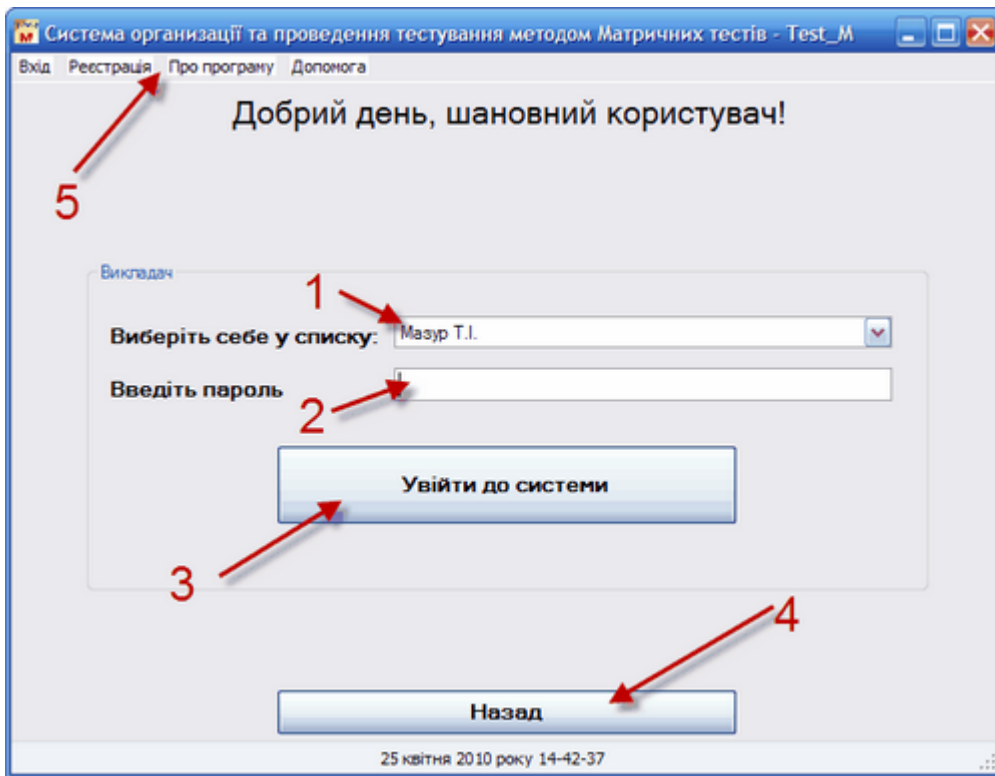 Система организації та проведення тестування методом Матричних тестів - Test_M
Вхід Реєстрація Про програму Допомога
Добрий день, шановний користувач!
5
Викладач
1
Виберіть себе у списку: Мазур Т.І.
Введіть пароль
2
Увійти до системи
3
4
Назад
25 квітня 2010 року 14-42-37